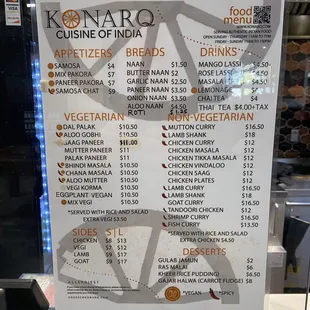 VISA
KONARQ
CUISINE OF INDIA
food menu
APPETIZERS
SAMOSA $4
MIX PAKORA $7
PANEER PAKORA $7
SAMOSA CHAT $9
BREADS
NAAN $1.50
BUTTER NAAN $2
GARLIC NAAN $2.50
PANEER NAAN $3.50
ONION NAAN $3.50
ALOO NAAN $4.50
ROTI
DRINKS
MANGO LASSI $4
ROSE LASSI $4
MASALA $4
LEMONADE
CHAI TEA $4
THAI TEA $4.00+TAX
VEGETARIAN
DAL PALAK $10.50
ALOO GOBHI $10.50
SAAG PANEER $11.00
MUTTER PANEER $11
PALAK PANEER $11
BHINDI MASALA $10.50
CHANA MASALA $10.50
ALOO MUTTER $10.50
VEGI KORMA $10.50
EGGPLANT VEGAN $10.50
MIX VEGI $10.50
*SERVED WITH RICE AND SALAD
EXTRA VEGI $3.50
NON-VEGETARIAN
MUTTON CURRY $16.50
LAMB SHANK
CHICKEN CURRY $12
CHICKEN MASALA $12
CHICKEN TIKKA MASALA $12
CHICKEN VINDALOO $12
CHICKEN SAAG $12
CHICKEN PLATES $12
LAMB CURRY $16.50
LAMB SHANK $18
GOAT CURRY $16.50
TANDOORI CHICKEN $12
SHRIMP CURRY $16.50
FISH CURRY $13.50
*SERVED WITH RICE AND SALAD
EXTRA CHICKEN $4.50
SIDES S | L
CHICKEN $8 $13
VEGI $7 $12
LAMB $9 $17
GOAT $9 $17
DESSERTS
GULAB JAMUN $2
RAS MALAI $6
KHEER (RICE PUDDING) $6.50
GAJAR HALWA (CARROT FUDGE) $8
*VEGAN
*SPICY